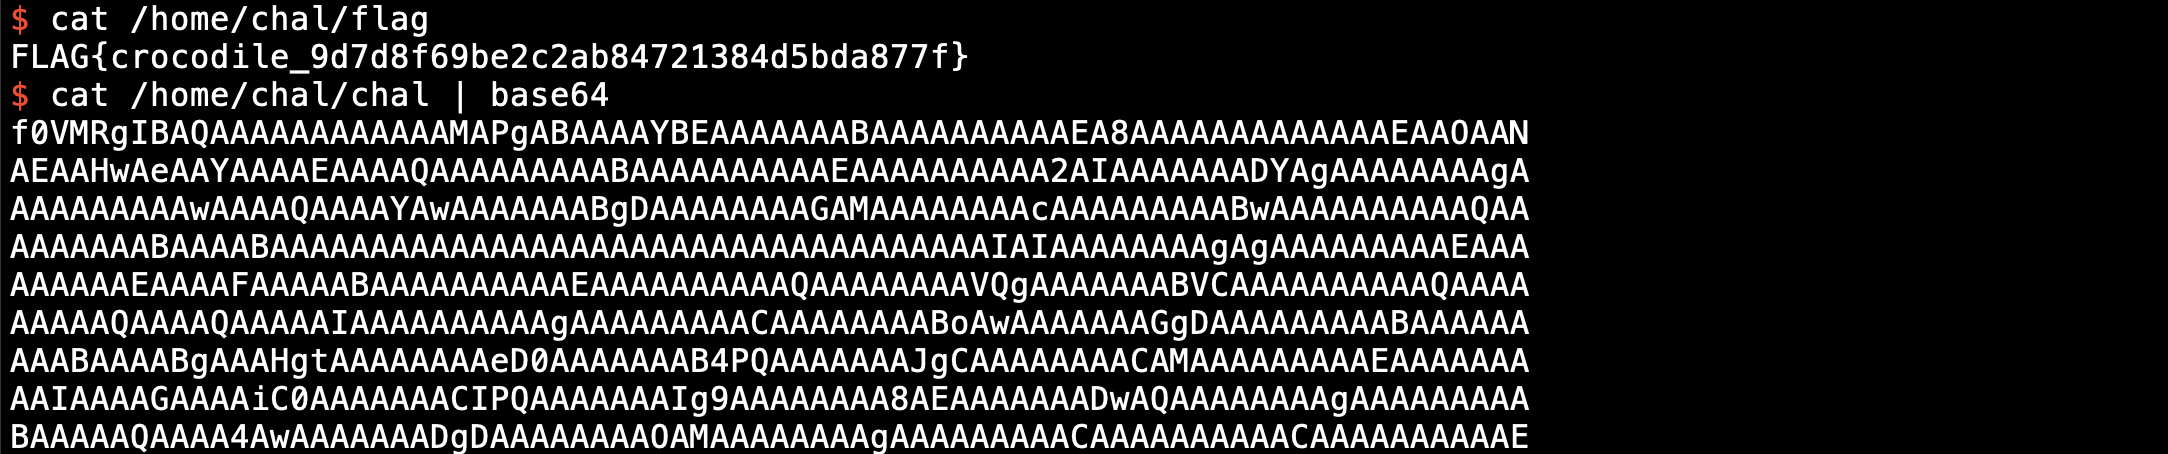 $ cat /home/chal/flag
FLAG{crocodile_9d7d8f69be2c2ab84721384d5bda877f}
$ cat /home/chal/chal | base64
f0VMRgIBAQAAAAAAAAAAAAMAPgABAAAAYBEAAAAAAABAAAAAAAAAAEA8AAAAAAAAAAAAAEAAOAAN
AEAAHwAeAAYAAAAEAAAAQAAAAAAAAABAAAAAAAAAAEAAAAAAAAAA2AIAAAAAAADYAgAAAAAAAAgA
AAAAAAAAAwAAAAQAAAAYAwAAAAAAABgDAAAAAAAAGAMAAAAAAAAcAAAAAAAAABwAAAAAAAAAAQAA
AAAAAAABAAAABAAAAAAAAAAAAAAAAAAAAAAAAAAAAAAAAAAAAAAAIAIAAAAAAAAgAgAAAAAAAAEAAA
AAAAAAEAAAAFAAAAABAAAAAAAAAAEAAAAAAAAAAQAAAAAAAAVQgAAAAAAABVCAAAAAAAAAAQAAAA
AAAAAQAAAAQAAAAAIAAAAAAAAAAgAAAAAAAAACAAAAAAAABoAwAAAAAAAGgDAAAAAAAAABAAAAAA
AAABAAAABgAAAHgtAAAAAAAAeD0AAAAAAAB4PQAAAAAAAJgCAAAAAAAACAMAAAAAAAAAEAAAAAAA
AAIAAAAGAAAAiC0AAAAAAACIPQAAAAAAAIg9AAAAAAAA8AEAAAAAAADwAQAAAAAAAAgAAAAAAAAA
BAAAAAQAAAA4AwAAAAAAADgDAAAAAAAAOAMAAAAAAAAgAAAAAAAAACAAAAAAAAAACAAAAAAAAAAE